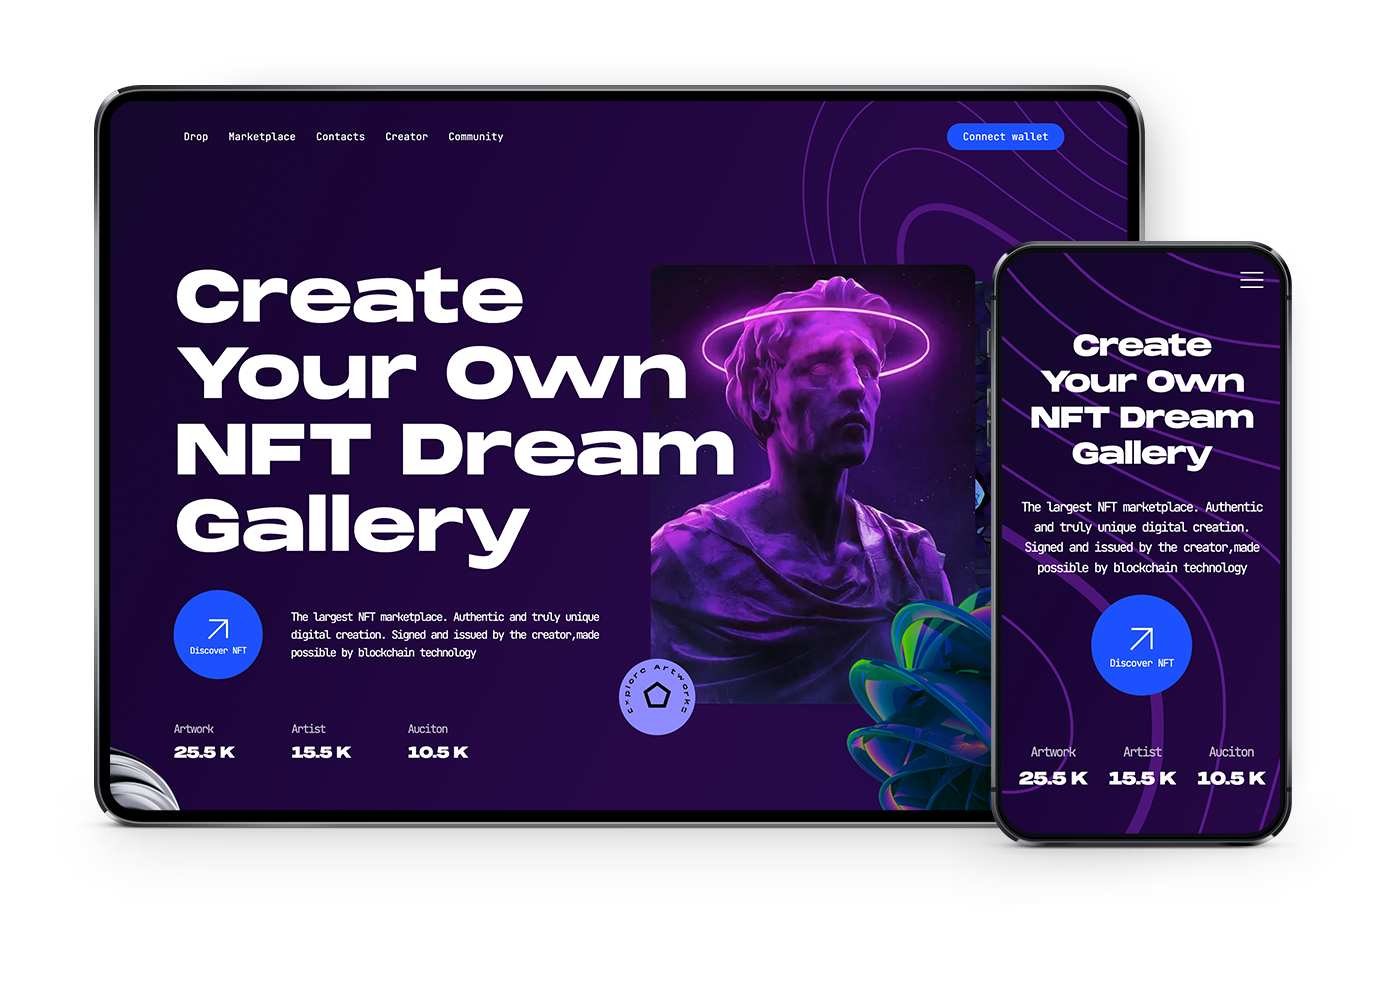 Drop Marketplace Contacts Creator Community Connect wallet
Create
Your Own
NFT Dream
Gallery
Discover NFT
The largest NFT marketplace. Authentic and truly unique
digital creation. Signed and issued by the creator,made
possible by blockchain technology
Explore Artworks
Artwork Artist Auciton
25.5 K 15.5 K 10.5 K
Create
Your Own
NFT Dream
Gallery
The largest NFT marketplace. Authentic
and truly unique digital creation.
Signed and issued by the creator,made
possible by blockchain technology
Discover NFT
Artwork Artist Auciton
25.5 K 15.5 K 10.5 K